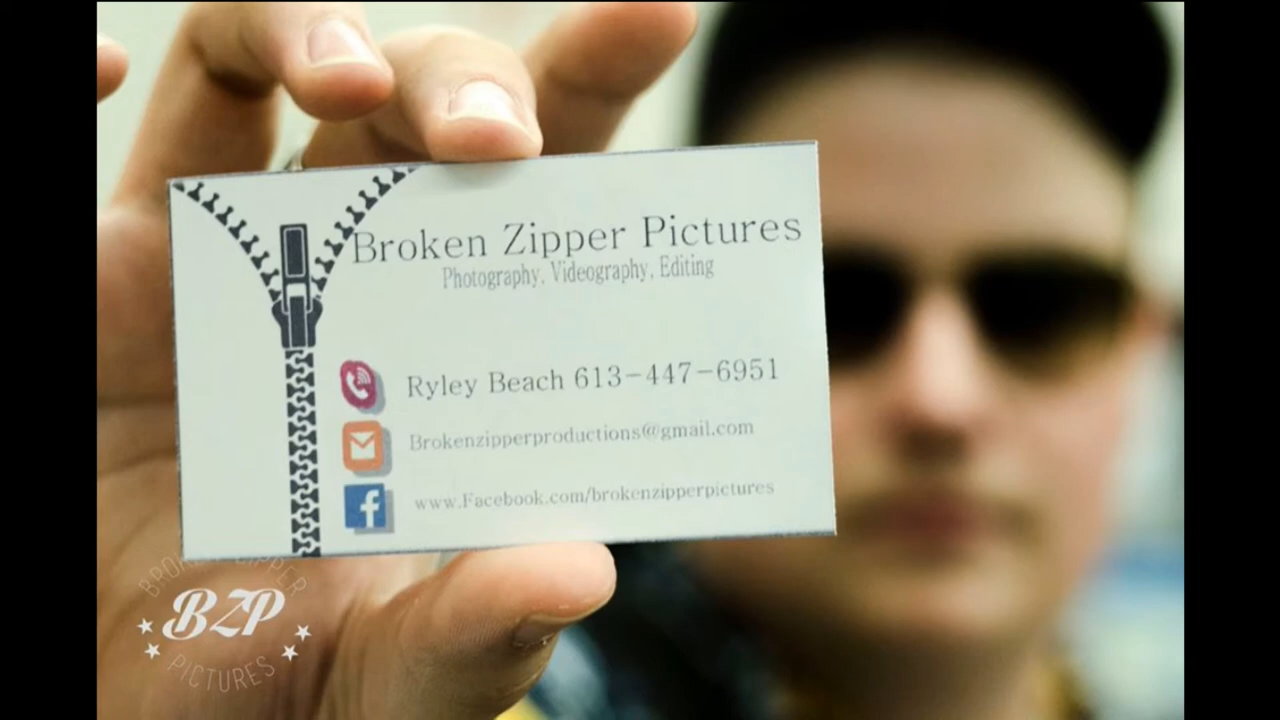 Broken Zipper Pictures
Photography, Videography, Editing
Ryley Beach 613-447-6951
Brokenzipperproductions@gmail.com
www.Facebook.com/brokenzipperpictures
BROKEN ZIPPER
BZP
PICTURES